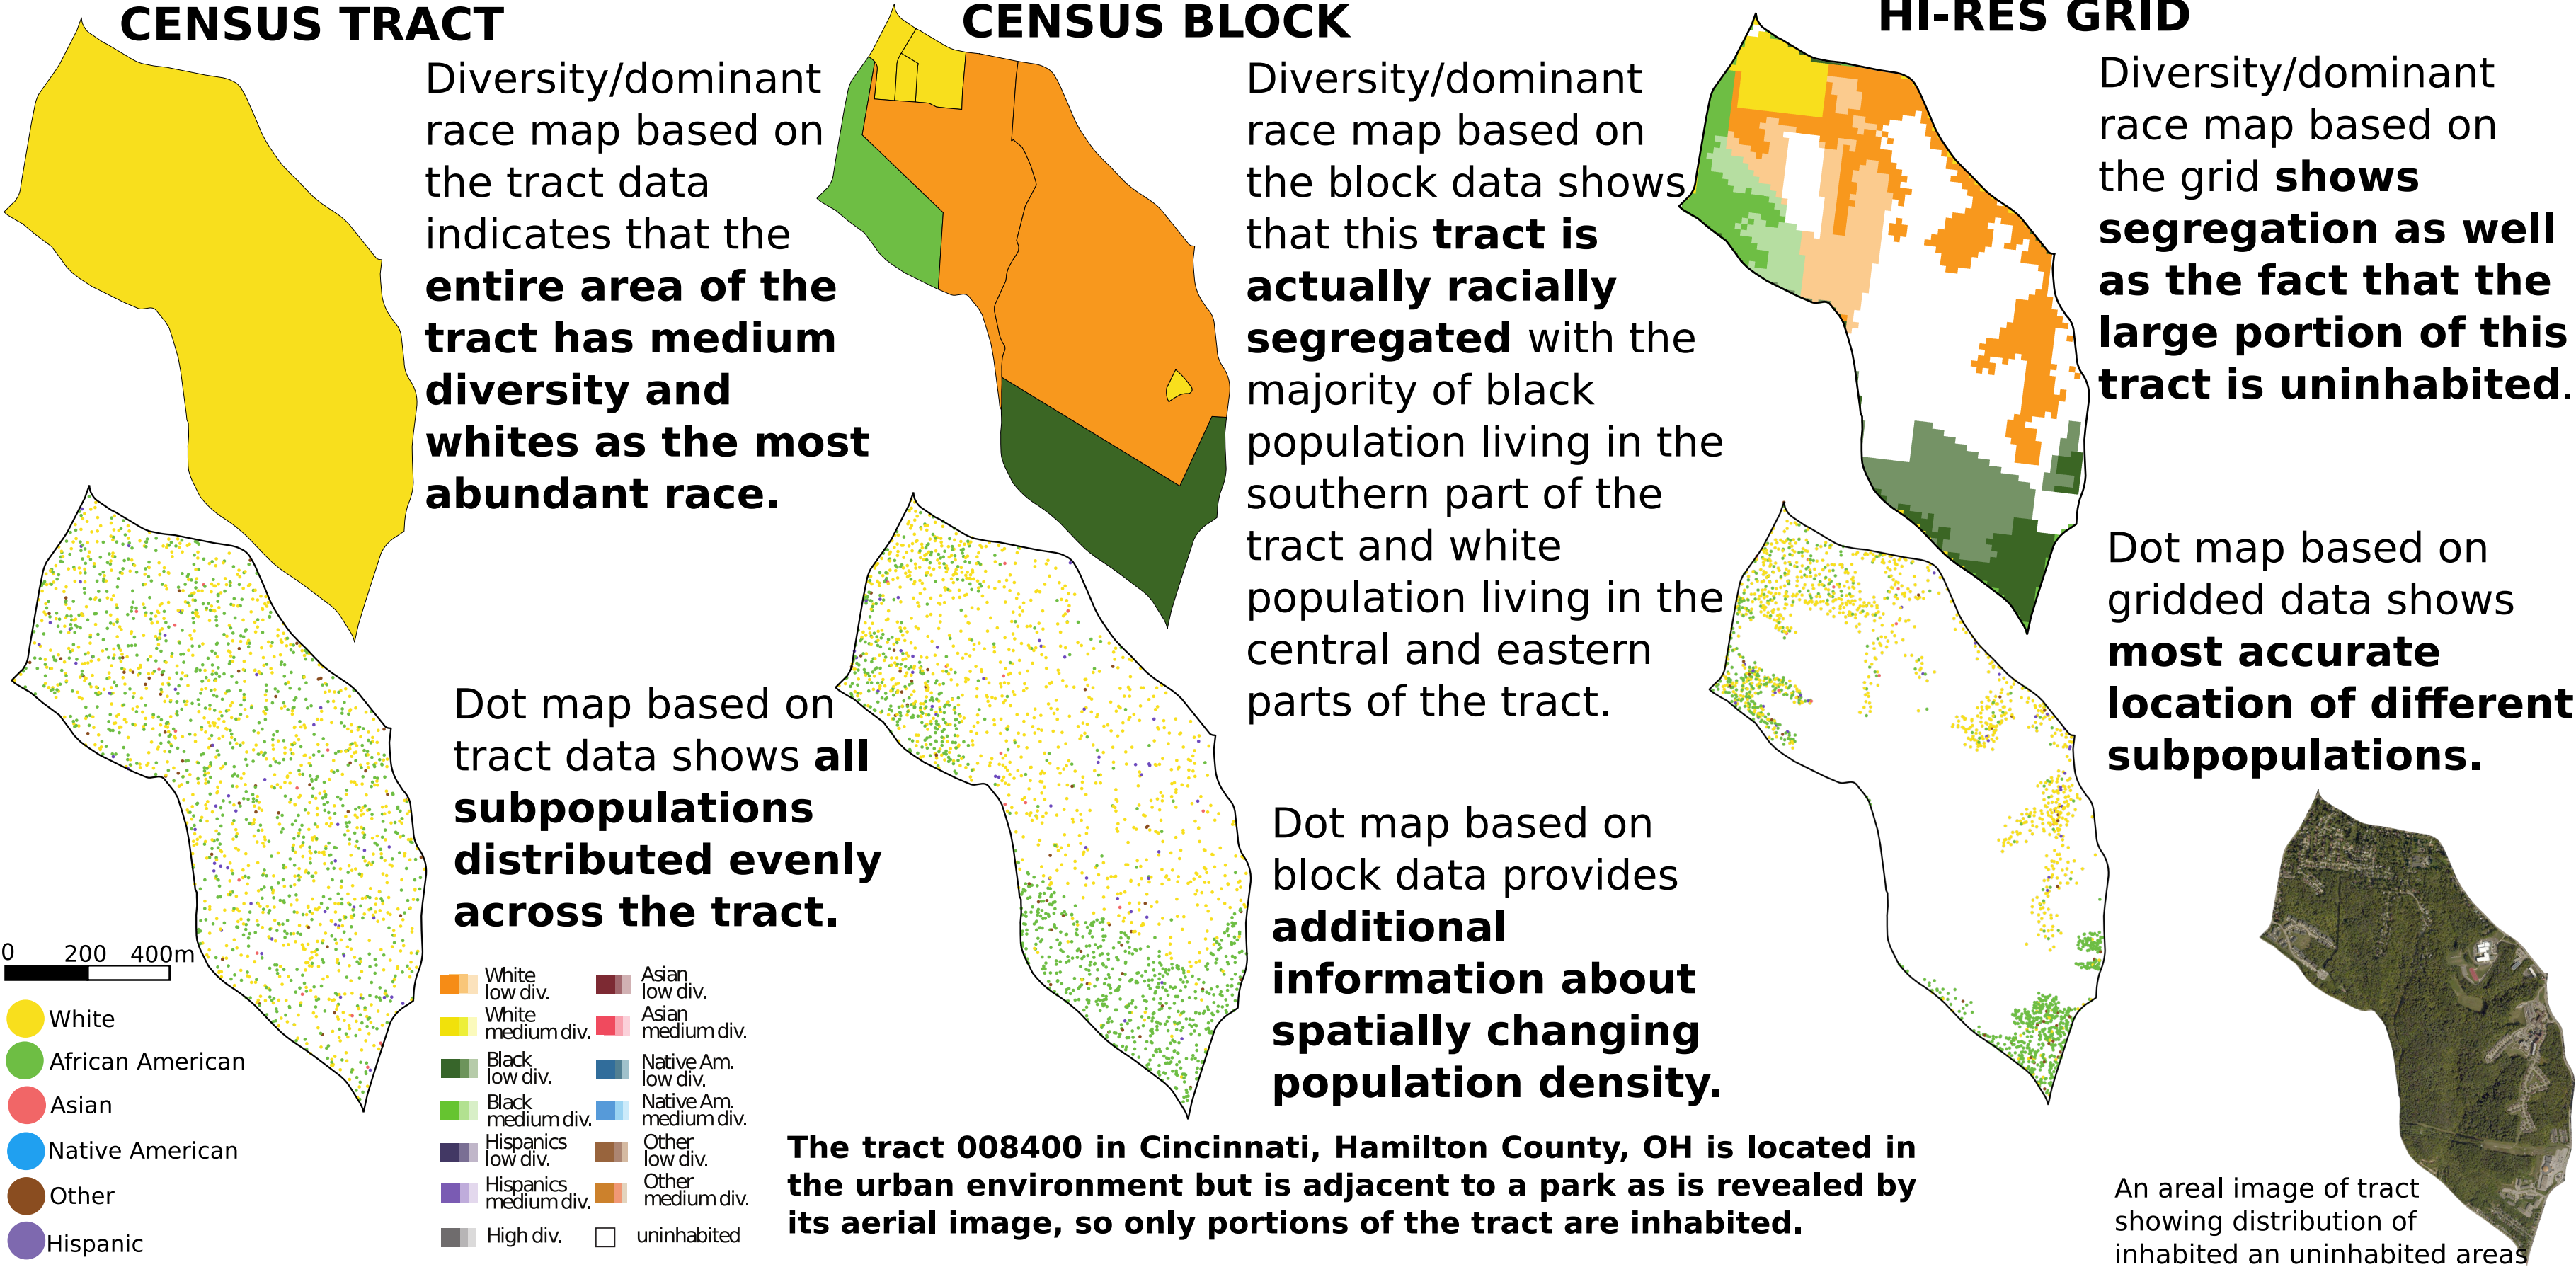 CENSUS TRACT
Diversity/dominant
race map based on
the tract data
indicates that the
entire area of the
tract has medium
diversity and
whites as the most
abundant race.
Dot map based on
tract data shows all
subpopulations
distributed evenly
across the tract.
CENSUS BLOCK
Diversity/dominant
race map based on
the block data shows
that this tract is
actually racially
segregated with the
majority of black
population living in the
southern part of the
tract and white
population living in the
central and eastern
parts of the tract.
Dot map based on
block data provides
additional
information about
spatially changing
population density.
HI-RES GRID
Diversity/dominant
race map based on
the grid shows
segregation as well
as the fact that the
large portion of this
tract is uninhabited.
Dot map based on
gridded data shows
most accurate
location of different
subpopulations.
0 200 400m
White
African American
Asian
Native American
Other
Hispanic
White
low div.
White
medium div.
Black
low div.
Black
medium div.
Hispanics
low div.
Hispanics
medium div.
High div.
Asian
low div.
Asian
medium div.
Native Am.
low div.
Native Am.
medium div.
Other
low div.
Other
medium div.
uninhabited
The tract 008400 in Cincinnati, Hamilton County, OH is located in
the urban environment but is adjacent to a park as is revealed by
its aerial image, so only portions of the tract are inhabited.
An areal image of tract
showing distribution of
inhabited an uninhabited areas